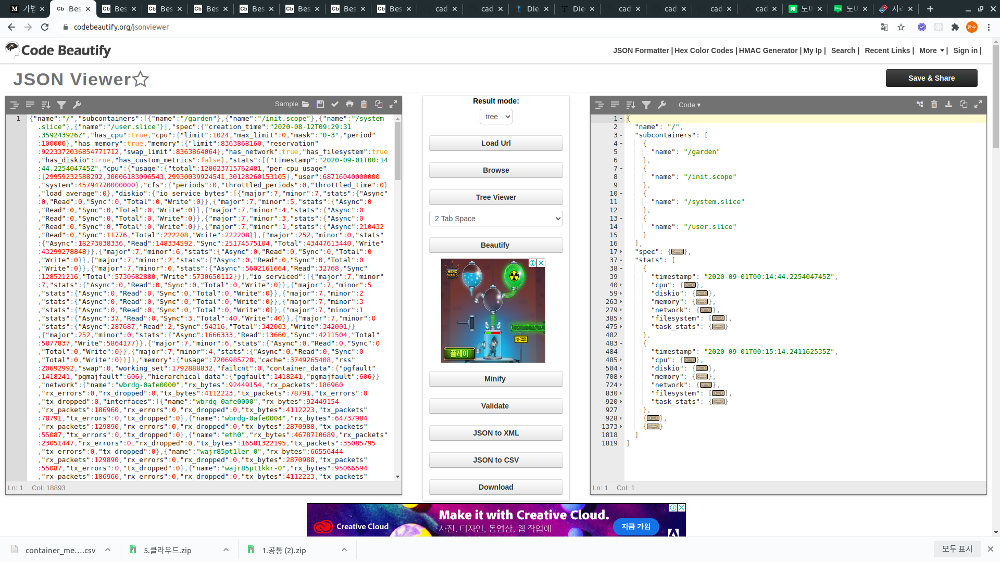 가발
Bes
Bes
Bes
Bes
Bes
Bes
Bes
Bes
cad
cad
Die
Die
cad
cad
cad
cad
도마
도마
시리
codebeautify.org/jsonviewer
한수
Code Beautify
JSON Formatter | Hex Color Codes | HMAC Generator | My Ip | Search | Recent Links | More | Sign in |
JSON Viewer
Save & Share
Sample
1
{"name":"/","subcontainers":[{"name":"/garden"},{"name":"/init.scope"},{"name":"/system
.slice"},{"name":"/user.slice"}],"spec":{"creation_time":"2020-08-12T09:29:31
.359243926Z","has_cpu":true,"cpu":{"limit":1024,"max_limit":0,"mask":"0-3","period"
:100000},"has_memory":true,"memory":{"limit":8363868160,"reservation"
:9223372036854771712,"swap_limit":8363864064},"has_network":true,"has_filesystem":true
,"has_diskio":true,"has_custom_metrics":false},"stats":[{"timestamp":"2020-09-01T00:14
:44.225404745Z","cpu":{"usage":{"total":120023715762481,"per_cpu_usage"
:[29959232588292,30006183096543,29930039924541,30128260153105],"user":68716040000000
,"system":45794770000000},"cfs":{"periods":0,"throttled_periods":0,"throttled_time":0}
,"load_average":0},"diskio":{"io_service_bytes":[{"major":7,"minor":7,"stats":{"Async"
:0,"Read":0,"Sync":0,"Total":0,"Write":0}},{"major":7,"minor":5,"stats":{"Async":0
,"Read":0,"Sync":0,"Total":0,"Write":0}},{"major":7,"minor":4,"stats":{"Async":0
,"Read":0,"Sync":0,"Total":0,"Write":0}},{"major":7,"minor":3,"stats":{"Async":0
,"Read":0,"Sync":0,"Total":0,"Write":0}},{"major":7,"minor":1,"stats":{"Async":210432
,"Read":0,"Sync":11776,"Total":222208,"Write":222208}},{"major":252,"minor":0,"stats"
:{"Async":18273038336,"Read":148334592,"Sync":25174575104,"Total":43447613440,"Write"
:43299278848}},{"major":7,"minor":6,"stats":{"Async":0,"Read":0,"Sync":0,"Total":0
,"Write":0}},{"major":7,"minor":2,"stats":{"Async":0,"Read":0,"Sync":0,"Total":0
,"Write":0}},{"major":7,"minor":0,"stats":{"Async":5602161664,"Read":32768,"Sync"
:128521216,"Total":5730682880,"Write":5730650112}}],"io_serviced":[{"major":7,"minor"
:7,"stats":{"Async":0,"Read":0,"Sync":0,"Total":0,"Write":0}},{"major":7,"minor":5
,"stats":{"Async":0,"Read":0,"Sync":0,"Total":0,"Write":0}},{"major":7,"minor":2
,"stats":{"Async":0,"Read":0,"Sync":0,"Total":0,"Write":0}},{"major":7,"minor":3
,"stats":{"Async":0,"Read":0,"Sync":0,"Total":0,"Write":0}},{"major":7,"minor":1
,"stats":{"Async":37,"Read":0,"Sync":3,"Total":40,"Write":40}},{"major":7,"minor":0
,"stats":{"Async":287687,"Read":2,"Sync":54316,"Total":342003,"Write":342001}}
,{"major":252,"minor":0,"stats":{"Async":1666333,"Read":13660,"Sync":4211504,"Total"
:5877837,"Write":5864177}},{"major":7,"minor":6,"stats":{"Async":0,"Read":0,"Sync":0
,"Total":0,"Write":0}},{"major":7,"minor":4,"stats":{"Async":0,"Read":0,"Sync":0
,"Total":0,"Write":0}}]},"memory":{"usage":7206985728,"cache":3749265408,"rss"
:20692992,"swap":0,"working_set":1792888832,"failcnt":0,"container_data":{"pgfault"
:1418241,"pgmajfault":606},"hierarchical_data":{"pgfault":1418241,"pgmajfault":606}}
,"network":{"name":"wbrdg-0afe0000","rx_bytes":92449154,"rx_packets":186960
,"rx_errors":0,"rx_dropped":0,"tx_bytes":4112223,"tx_packets":78791,"tx_errors":0
,"tx_dropped":0,"interfaces":[{"name":"wbrdg-0afe0000","rx_bytes":92449154
,"rx_packets":186960,"rx_errors":0,"rx_dropped":0,"tx_bytes":4112223,"tx_packets"
:78791,"tx_errors":0,"tx_dropped":0},{"name":"wbrdg-0afe0004","rx_bytes":64737984
,"rx_packets":129890,"rx_errors":0,"rx_dropped":0,"tx_bytes":2870988,"tx_packets"
:55087,"tx_errors":0,"tx_dropped":0},{"name":"eth0","rx_bytes":4678710689,"rx_packets"
:23051447,"rx_errors":0,"rx_dropped":0,"tx_bytes":16581322195,"tx_packets":35085795
,"tx_errors":0,"tx_dropped":0},{"name":"wajr85pt1ler-0","rx_bytes":66556444
,"rx_packets":129890,"rx_errors":0,"rx_dropped":0,"tx_bytes":2870988,"tx_packets"
:55087,"tx_errors":0,"tx_dropped":0},{"name":"wajr85pt1kkr-0","rx_bytes":95066594
,"rx_packets":186960,"rx_errors":0,"rx_dropped":0,"tx_bytes":4112223,"tx_packets"
Ln: 1 Col: 18893
Result mode:
tree
Load Url
Browse
Tree Viewer
2 Tab Space
Beautify
HERO WARS
플레이
Minify
Validate
JSON to XML
JSON to CSV
Download
Code ▾
1 {
2 "name": "/",
3 "subcontainers": [
4 {
5 "name": "/garden"
6 },
7 {
8 "name": "/init.scope"
9 },
10 {
11 "name": "/system.slice"
12 },
13 {
14 "name": "/user.slice"
15 }
16 ],
17 "spec": {},
37 "stats": [
38 {
39 "timestamp": "2020-09-01T00:14:44.225404745Z",
40 "cpu": {},
59 "diskio": {},
263 "memory": {},
279 "network": {},
385 "filesystem": [],
475 "task_stats": {}
482 },
483 {
484 "timestamp": "2020-09-01T00:15:14.241162535Z",
485 "cpu": {},
504 "diskio": {},
708 "memory": {},
724 "network": {},
830 "filesystem": [],
920 "task_stats": {}
927 },
928 {},
1373 {}
1818 ]
1819 }
Ln: 1 Col: 1
Creative Cloud
Make it with Creative Cloud.
사진, 디자인, 동영상, 웹 작업에
지금 가입
container_me....csv
5.클라우드.zip
1.공통 (2).zip
모두 표시